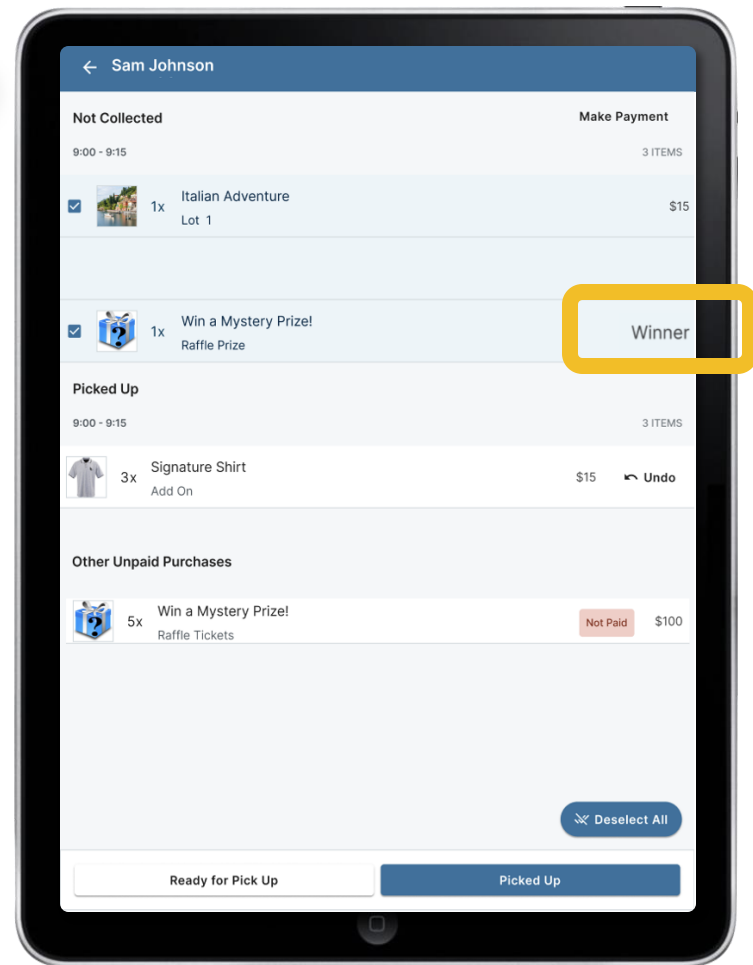 Sam Johnson
Not Collected Make Payment
9:00 - 9:15 3 ITEMS
Italian Adventure
1x $15
Lot 1
Win a Mystery Prize!
1x Winner
Raffle Prize
Picked Up
9:00 - 9:15 3 ITEMS
Signature Shirt
3x $15 Undo
Add On
Other Unpaid Purchases
Win a Mystery Prize!
5x Not Paid $100
Raffle Tickets
Deselect All
Ready for Pick Up Picked Up